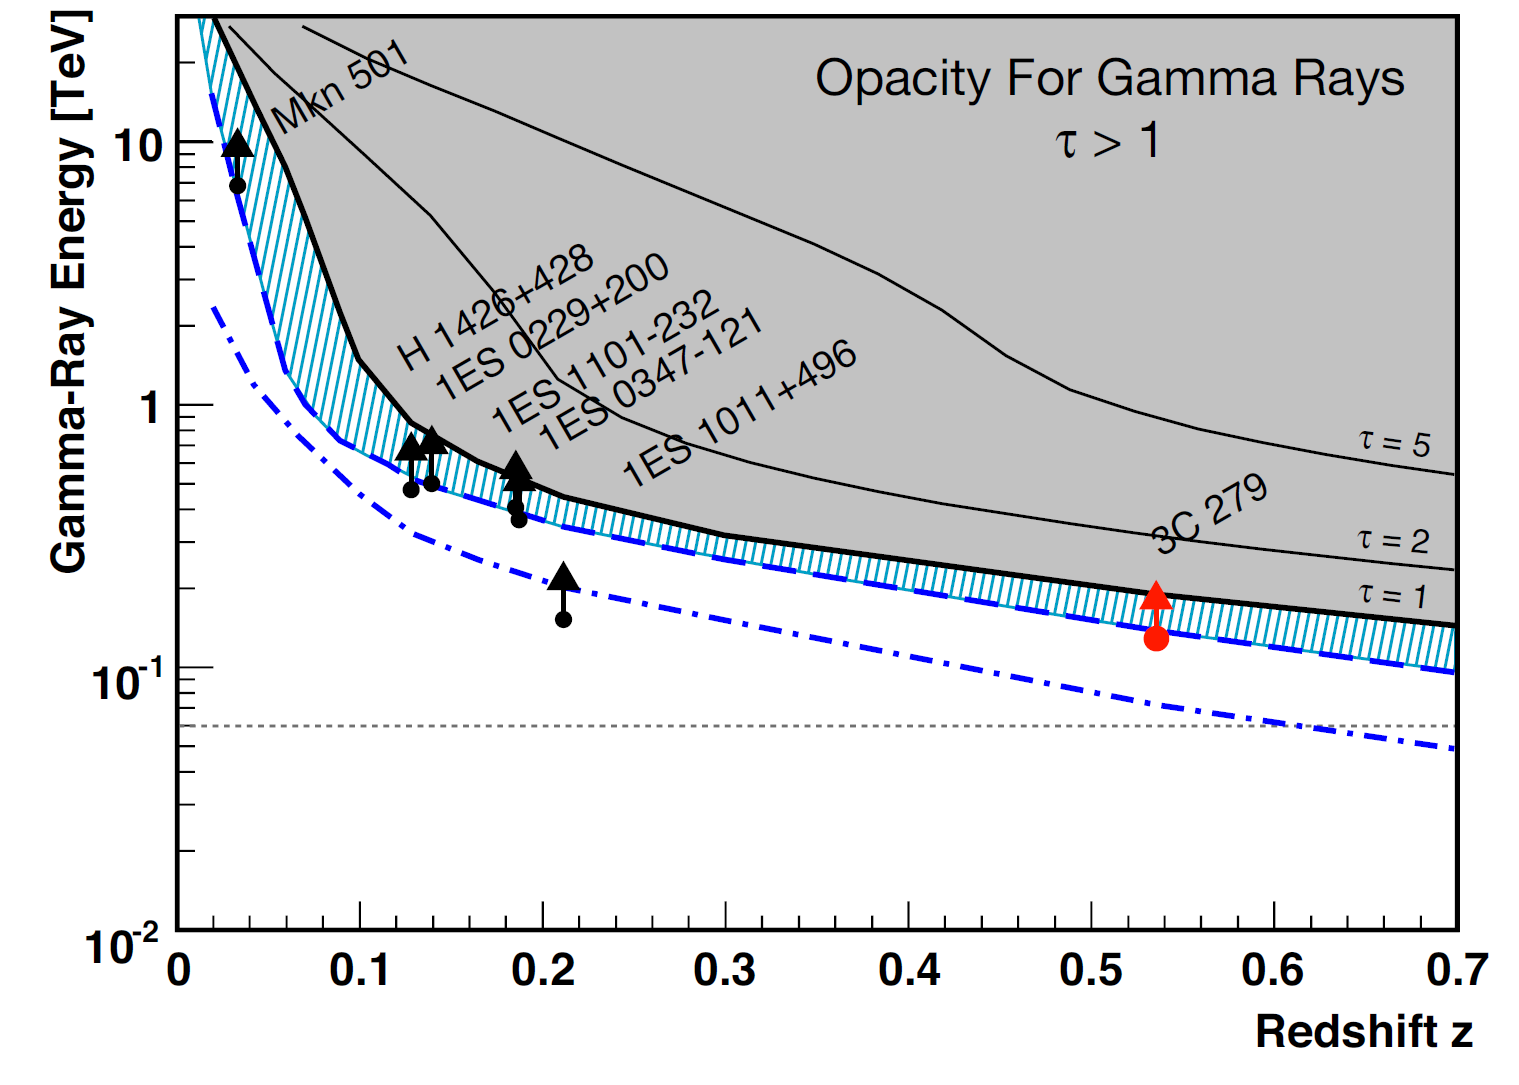 Gamma-Ray Energy [TeV]
Opacity For Gamma Rays
τ > 1
Mkn 501
H 1426+428
1ES 0229+200
1ES 1101-232
1ES 0347-121
1ES 1011+496
3C 279
τ = 5
τ = 2
τ = 1
10
1
10-1
10-2
0 0.1 0.2 0.3 0.4 0.5 0.6 0.7
Redshift z